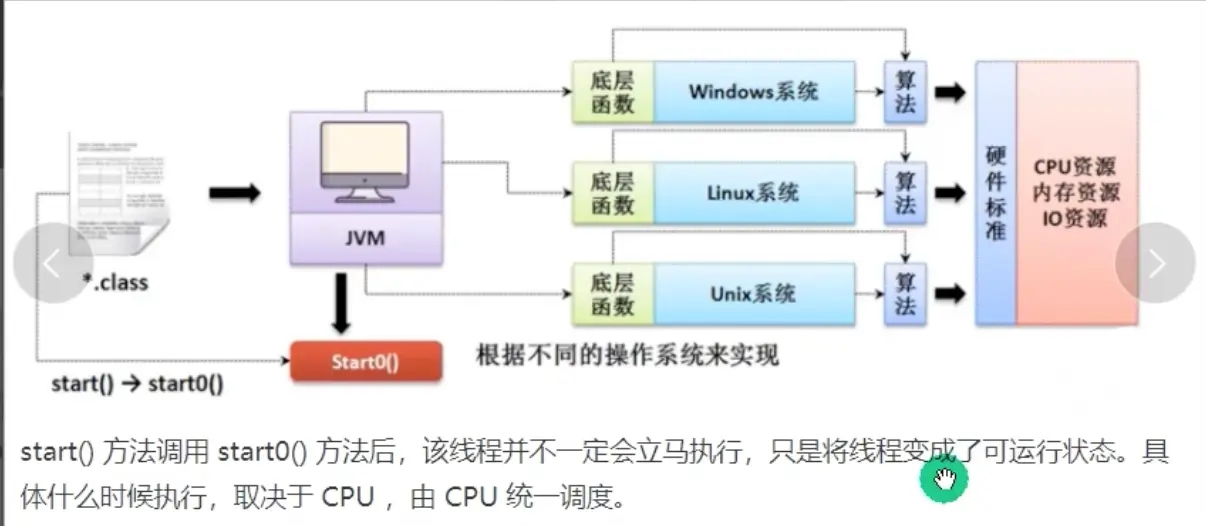 底层
函数
Windows系统
算
法
底层
函数
Linux系统
算
法
底层
函数
Unix系统
算
法
硬
件
标
准
CPU资源
内存资源
IO资源
JVM
*.class
Start0()
根据不同的操作系统来实现
start() → start0()
start() 方法调用 start0() 方法后，该线程并不一定会立马执行，只是将线程变成了可运行状态。具
体什么时候执行，取决于 CPU ，由 CPU 统一调度。